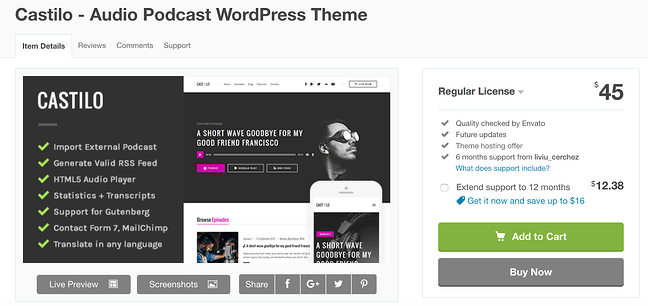 Castilo - Audio Podcast WordPress Theme
Item Details
Reviews
Comments
Support
CASTILO
Import External Podcast
Generate Valid RSS Feed
HTML5 Audio Player
Statistics + Transcripts
Support for Gutenberg
Contact Form 7, MailChimp
Translate in any language
A SHORT WAVE GOODBYE FOR MY
GOOD FRIEND FRANCISCO
Browse Episodes
A SHORT WAVE
GOODBYE FOR MY
GOOD FRIEND
FRANCISCO
Live Preview
Screenshots
Share
Regular License
$45
Quality checked by Envato
Future updates
Theme hosting offer
6 months support from liviu_cerchez
What does support include?
Extend support to 12 months
$12.38
Get it now and save up to $16
Add to Cart
Buy Now